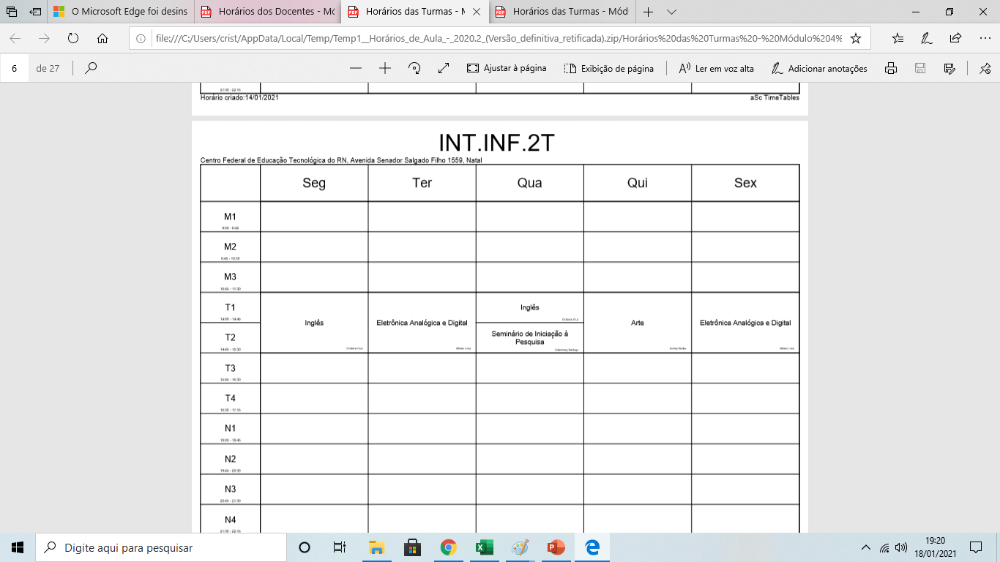 O Microsoft Edge foi desins
Horários dos Docentes - Mó
Horários das Turmas - M
Horários das Turmas - Mód
file:///C:/Users/crist/AppData/Local/Temp/Temp1__Horários_de_Aula_-_2020.2_(Versão_definitiva_retificada).zip/Horários%20das%20Turmas%20-%20Módulo%204%
6 de 27
Ajustar à página
Exibição de página
Ler em voz alta
Adicionar anotações
21:30 - 22:15
Horário criado:14/01/2021
aSc TimeTables
INT.INF.2T
Centro Federal de Educação Tecnológica do RN, Avenida Senador Salgado Filho 1559, Natal
Seg Ter Qua Qui Sex
M1
9:00 - 9:45
M2
9:45 - 10:30
M3
10:45 - 11:30
T1
14:00 - 14:45
Inglês
Cristiane Cruz
T2
14:45 - 15:30
Inglês
Cristiane Cruz
Eletrônica Analógica e Digital
Alfredo Lima
Seminário de Iniciação à
Pesquisa
Arte
Eletrônica Analógica e Digital
Alfredo Lima
T3
15:45 - 16:30
T4
16:30 - 17:15
N1
19:00 - 19:45
N2
19:45 - 20:30
N3
20:45 - 21:30
N4
21:30 - 22:15
Digite aqui para pesquisar
19:20
18/01/2021